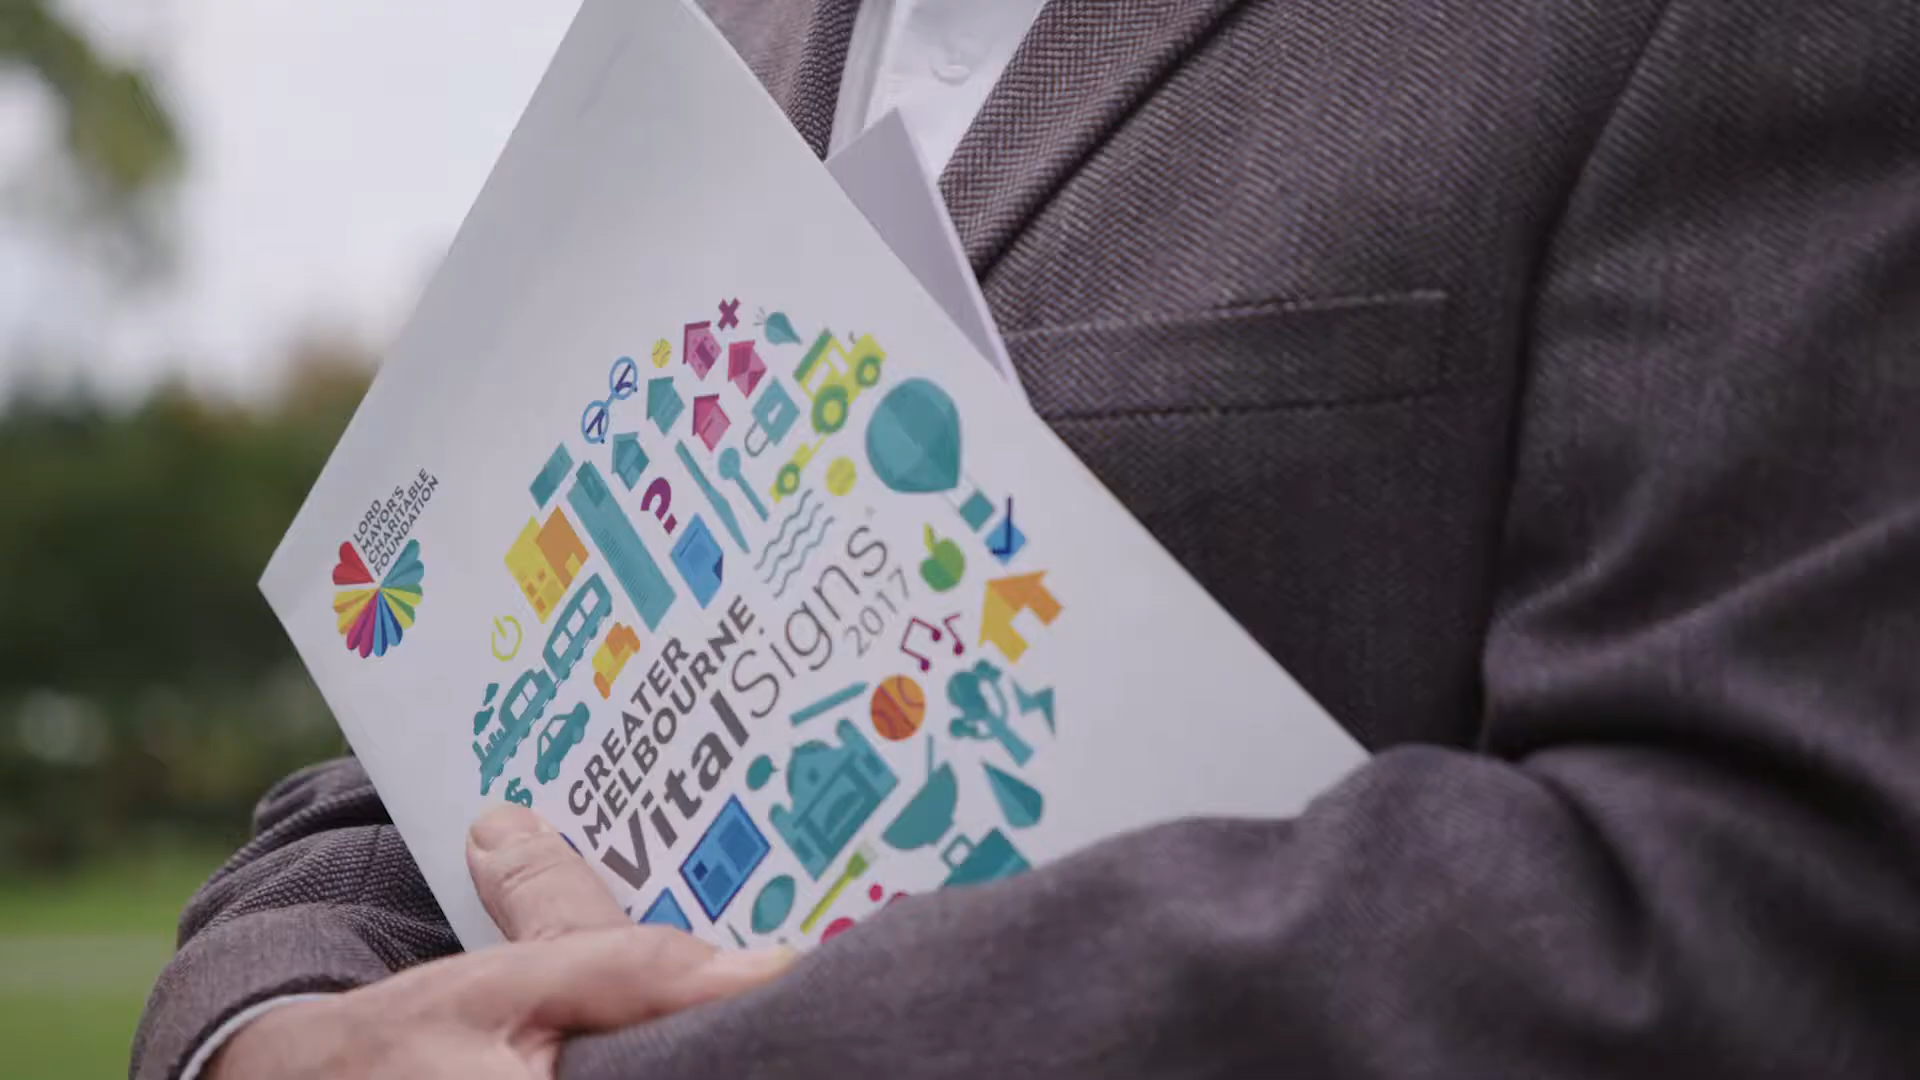 LORD
MAYOR'S
CHARITABLE
FOUNDATION
GREATER
MELBOURNE
VitalSigns
2017